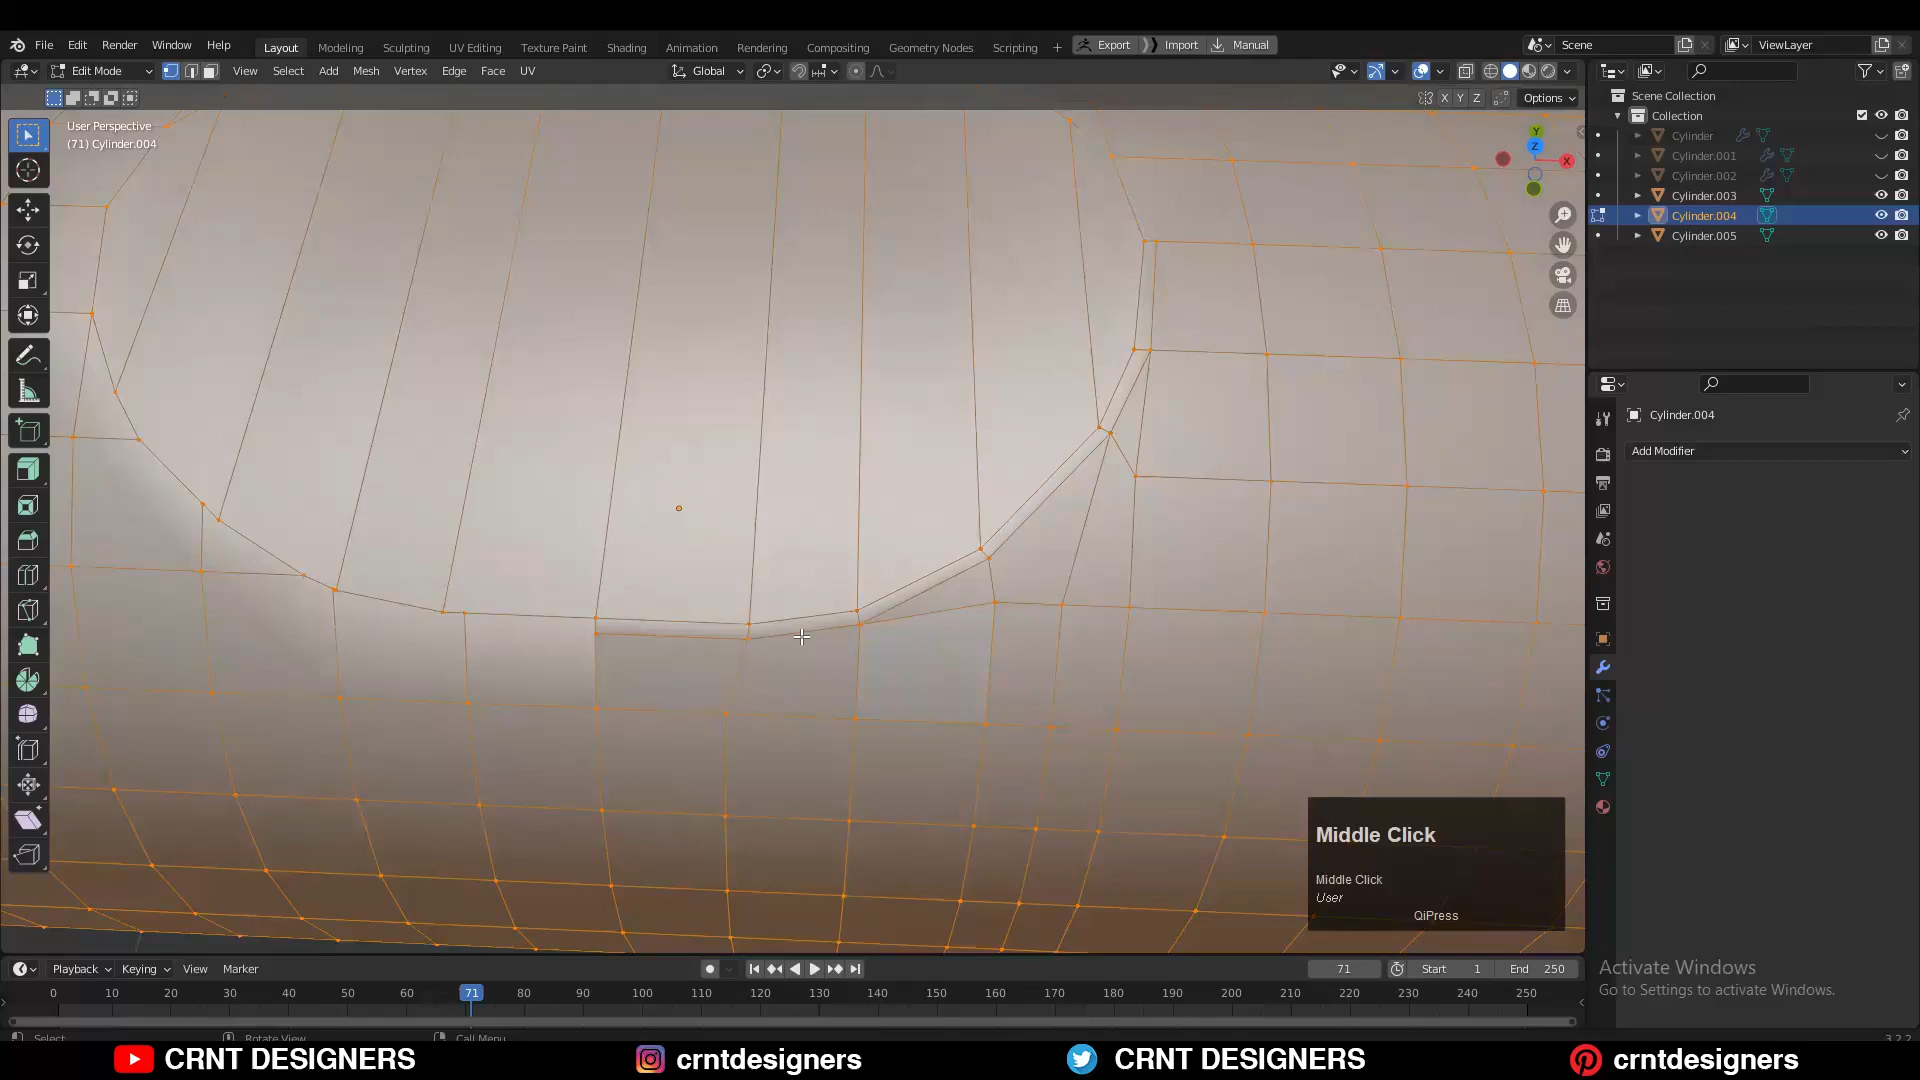 File Edit Render Window Help Layout Modeling Sculpting UV Editing Texture Paint Shading Animation Rendering Compositing Geometry Nodes Scripting + Export Import Manual Scene ViewLayer
Edit Mode View Select Add Mesh Vertex Edge Face UV Global
X Y Z Options
User Perspective
(71) Cylinder.004
Y
Z
X
Scene Collection
Collection
Cylinder
Cylinder.001
Cylinder.002
Cylinder.003
Cylinder.004
Cylinder.005
Cylinder.004
Add Modifier
Middle Click
Middle Click
User
QiPress
Playback Keying View Marker 71 Start 1 End 250
0 10 20 30 40 50 60 71 80 90 100 110 120 130 140 150 160 170 180 190 200 210 220 230 240 250
Activate Windows
Go to Settings to activate Windows.
Select Rotate View Call Menu 3.2.2
CRNT DESIGNERS crntdesigners CRNT DESIGNERS crntdesigners